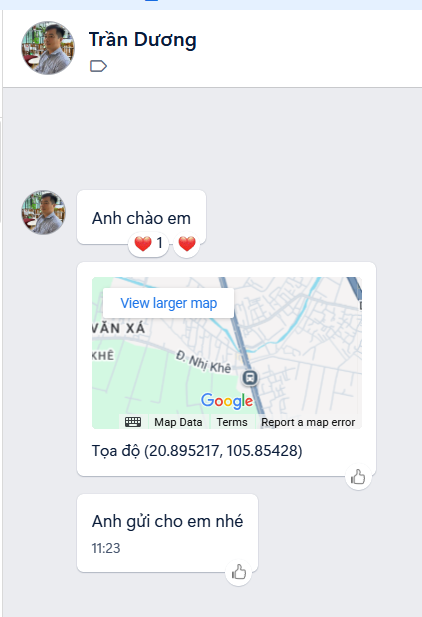 Trần Dương
Anh chào em
1
View larger map
VĂN XÁ
KHÊ
Đ. Nhị Khê
Google
Map Data Terms Report a map error
Tọa độ (20.895217, 105.85428)
Anh gửi cho em nhé
11:23